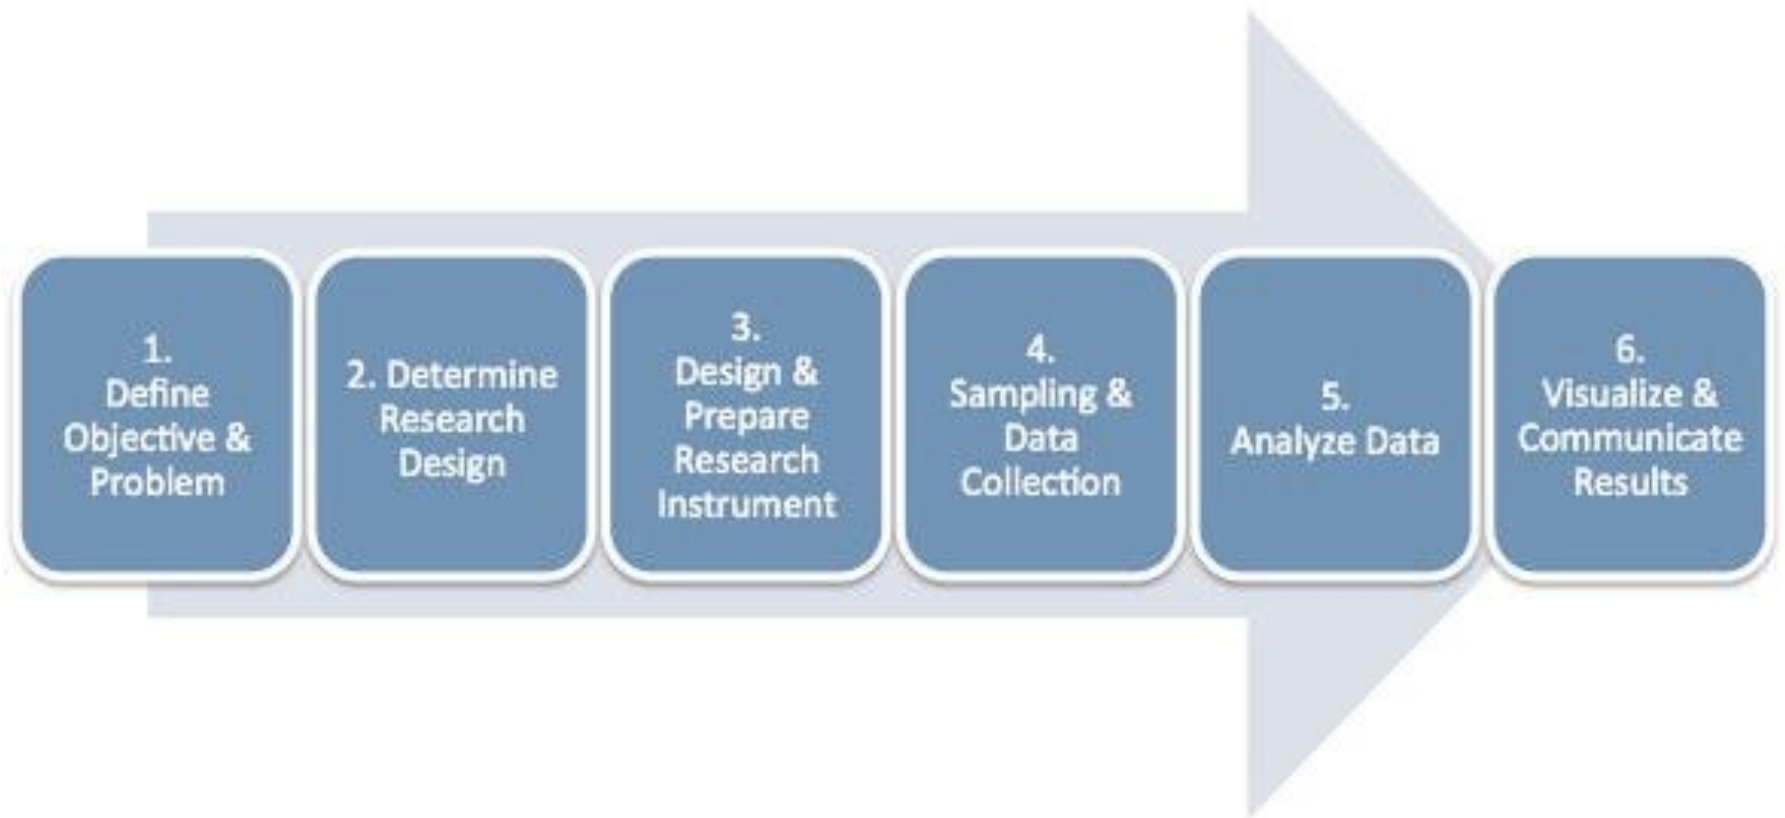 1.
Define
Objective &
Problem
2. Determine
Research
Design
3.
Design &
Prepare
Research
Instrument
4.
Sampling &
Data
Collection
5.
Analyze Data
6.
Visualize &
Communicate
Results